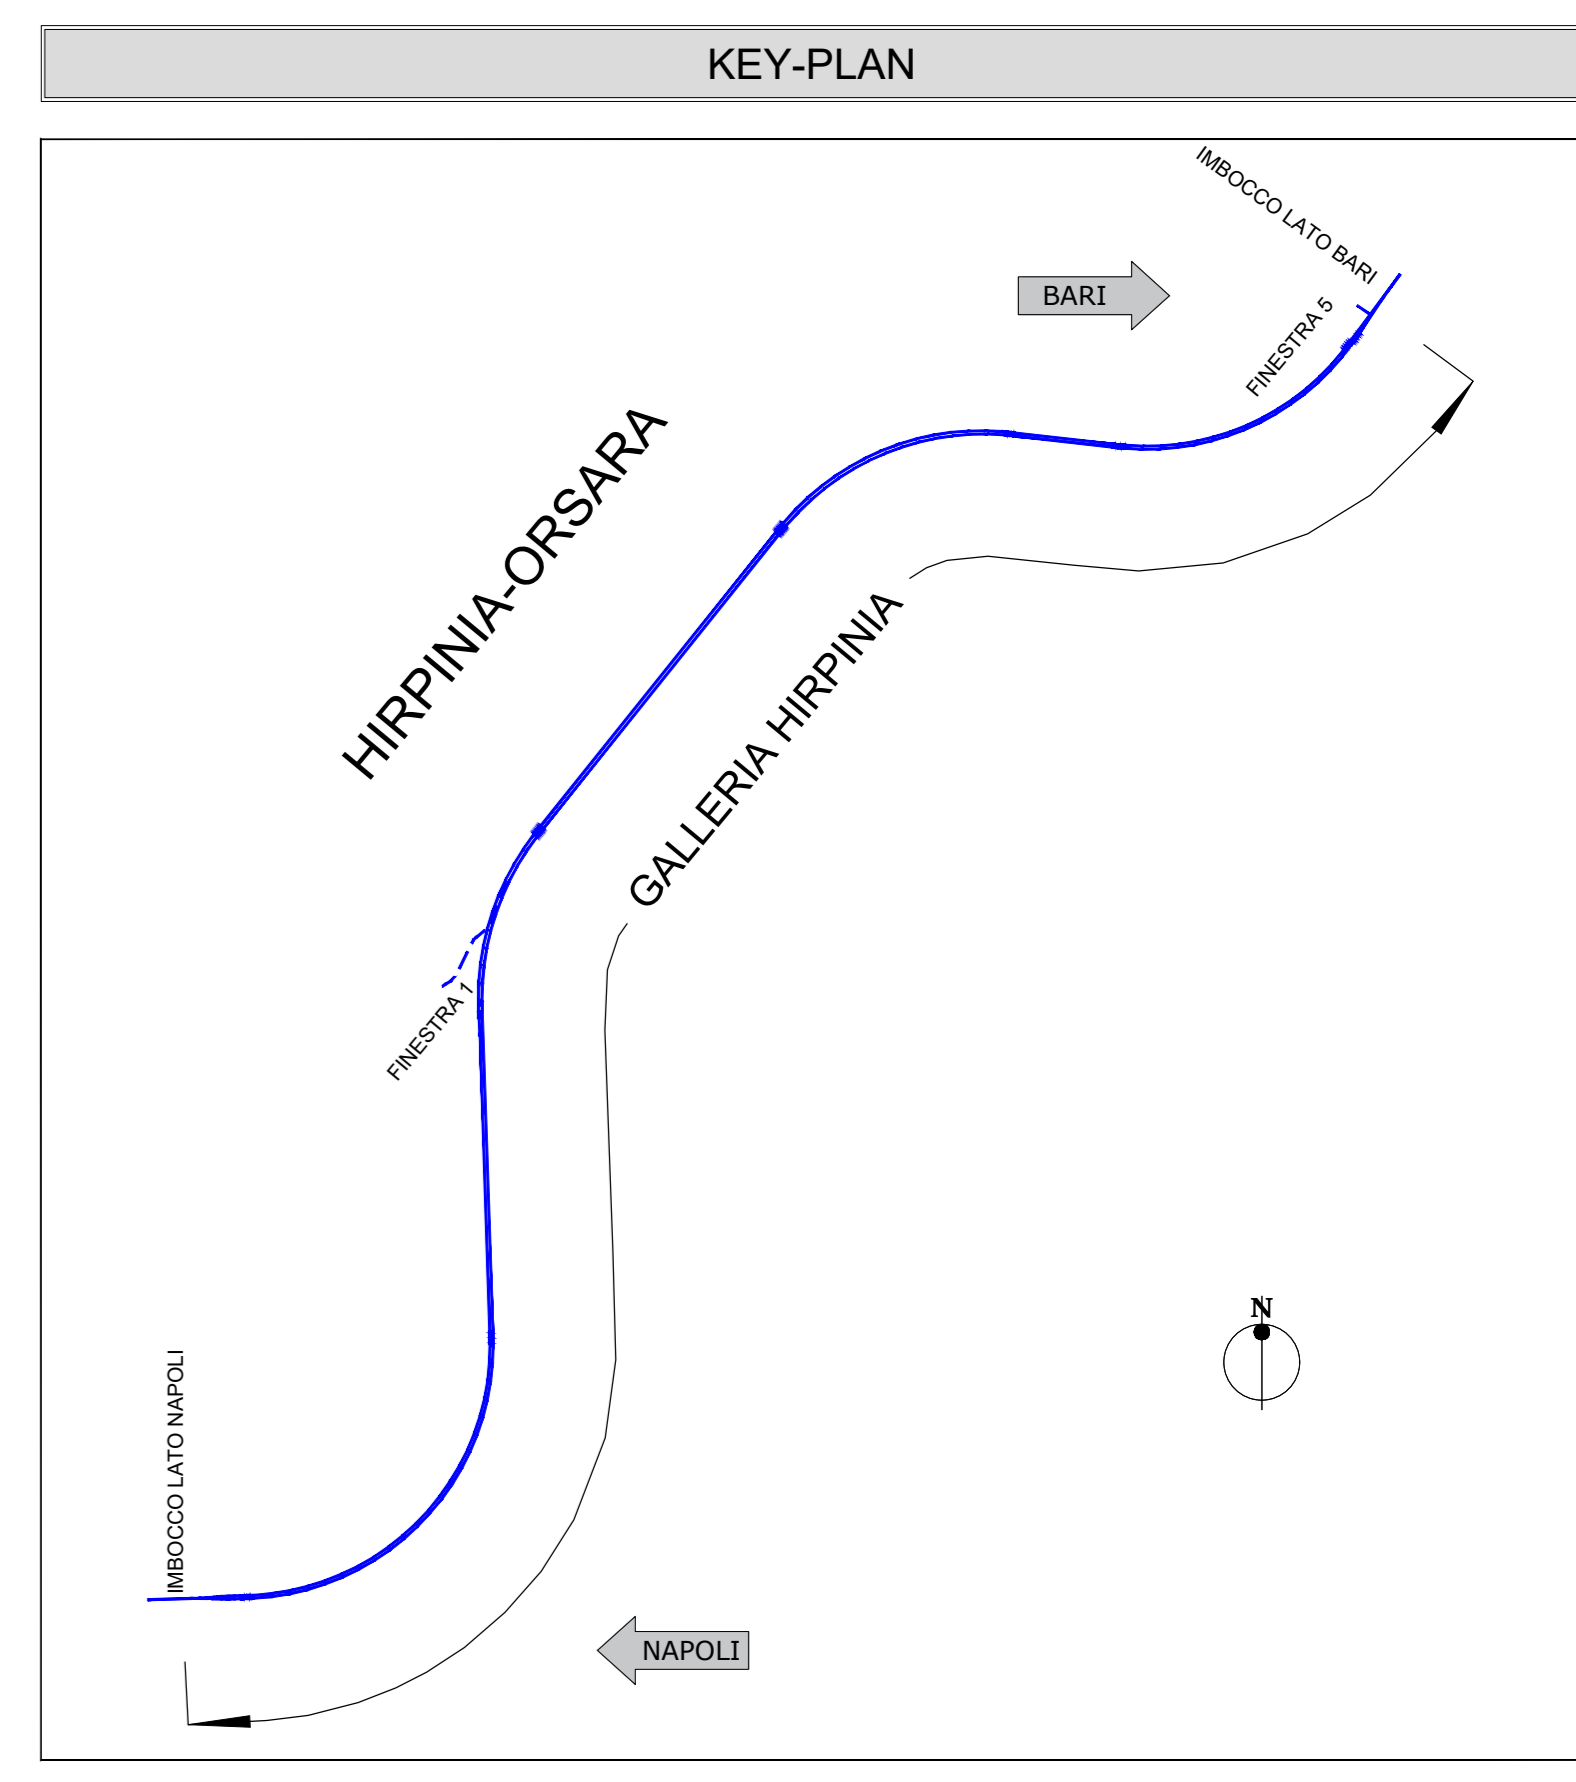 KEY-PLAN
IMBOCCO LATO BARI
BARI
FINESTRA 5
HIRPINIA-ORSARA
GALLERIA HIRPINIA
FINESTRA 1
N
IMBOCCO LATO NAPOLI
NAPOLI